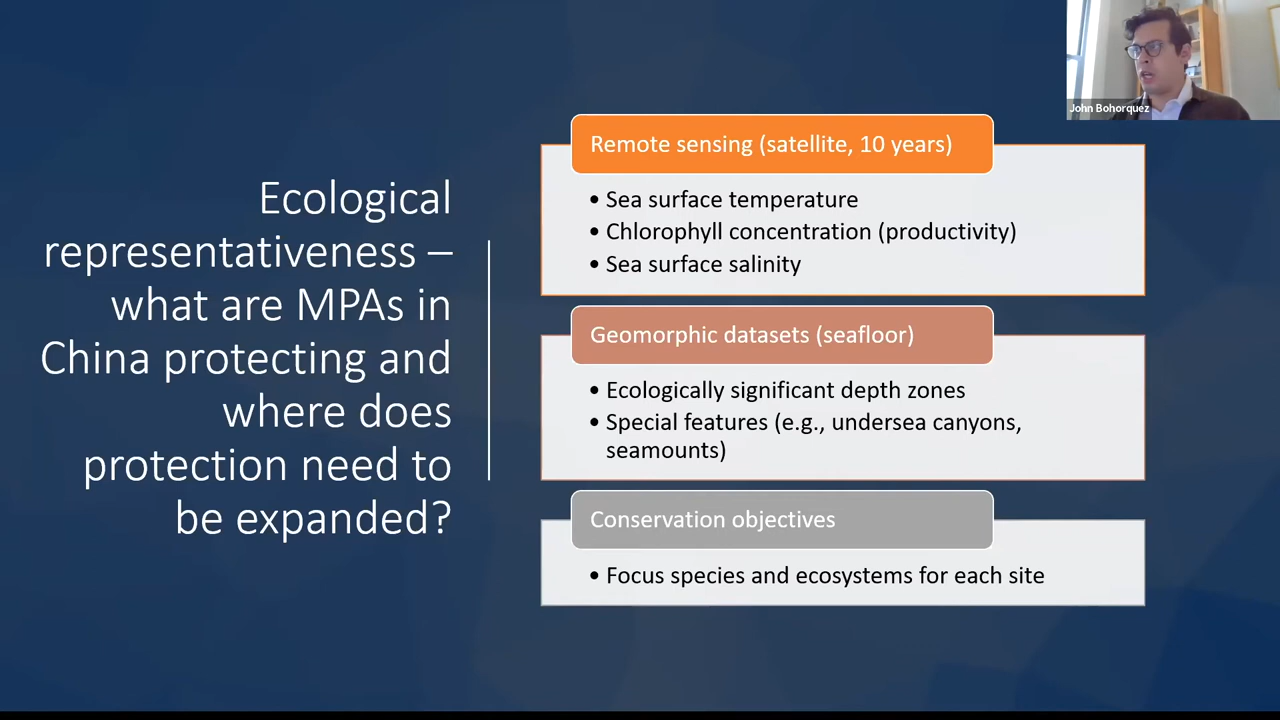 Ecological
representativeness –
what are MPAs in
China protecting and
where does
protection need to
be expanded?
John Bohorquez
Remote sensing (satellite, 10 years)
• Sea surface temperature
• Chlorophyll concentration (productivity)
• Sea surface salinity
Geomorphic datasets (seafloor)
• Ecologically significant depth zones
• Special features (e.g., undersea canyons,
seamounts)
Conservation objectives
• Focus species and ecosystems for each site